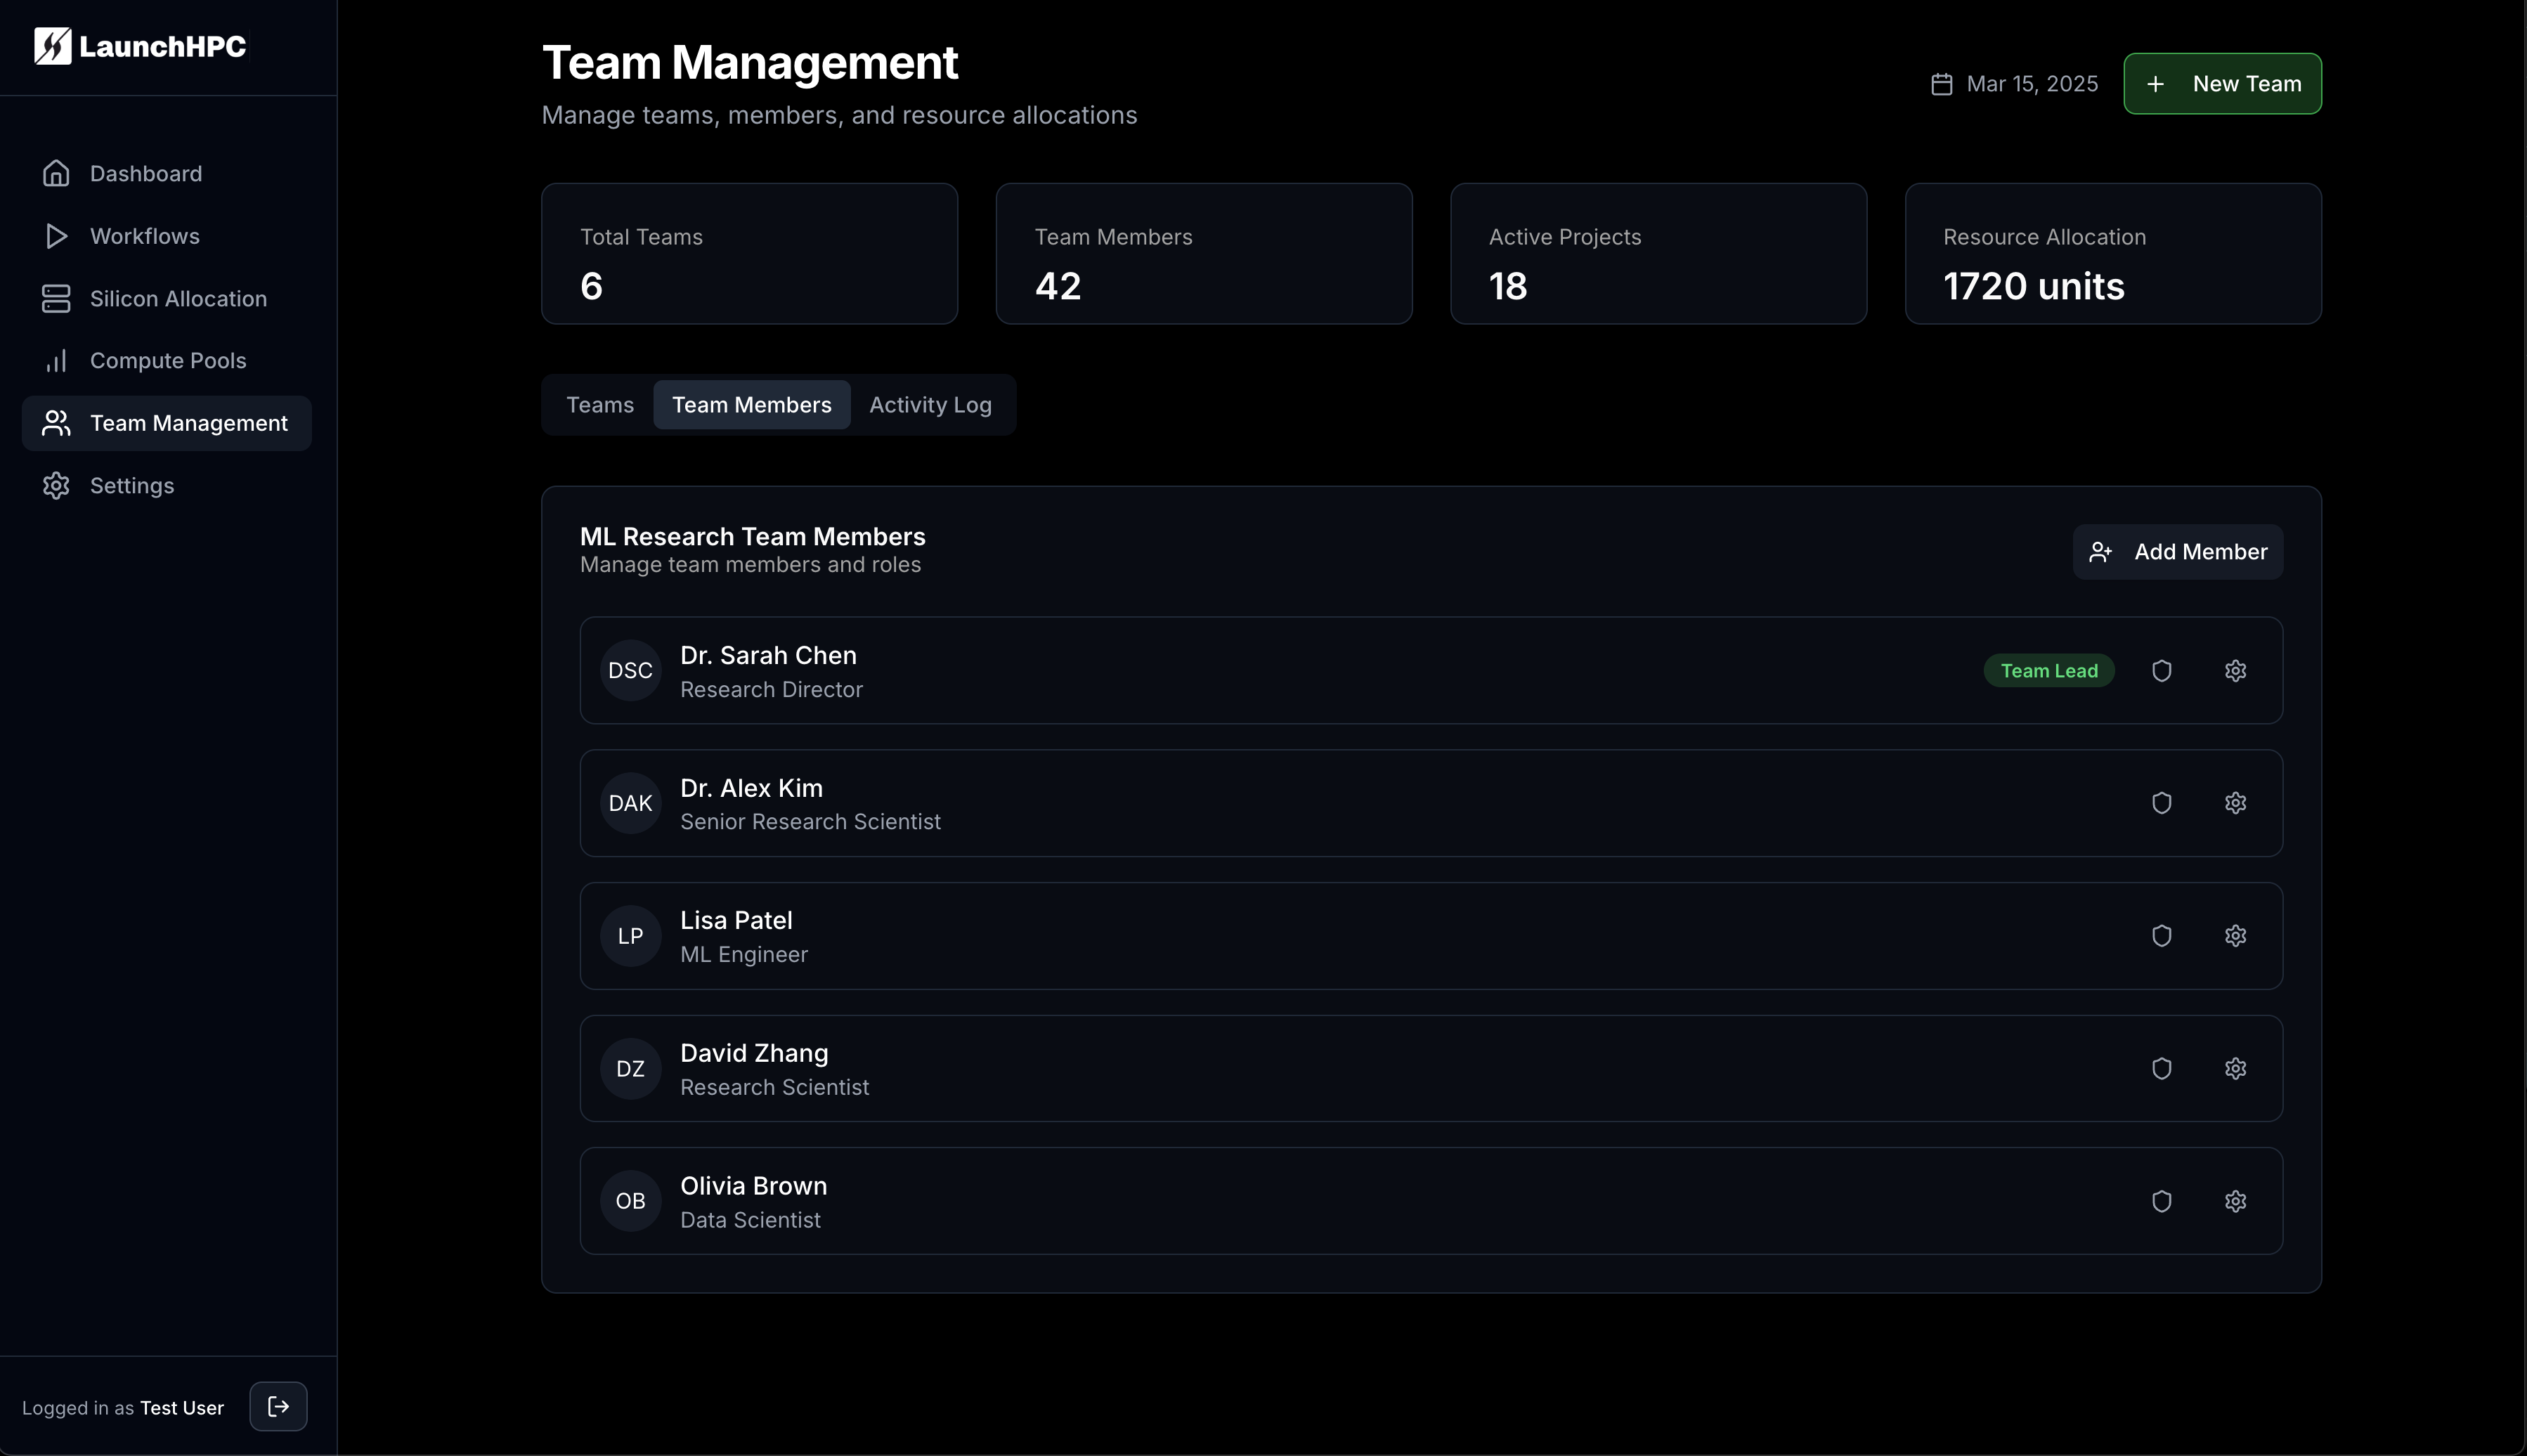 LaunchHPC
Dashboard
Workflows
Silicon Allocation
Compute Pools
Team Management
Settings
Logged in as Test User
Team Management
Manage teams, members, and resource allocations
Mar 15, 2025
New Team
Total Teams
6
Team Members
42
Active Projects
18
Resource Allocation
1720 units
Teams
Team Members
Activity Log
ML Research Team Members
Manage team members and roles
Add Member
DSC
Dr. Sarah Chen
Research Director
Team Lead
DAK
Dr. Alex Kim
Senior Research Scientist
LP
Lisa Patel
ML Engineer
DZ
David Zhang
Research Scientist
OB
Olivia Brown
Data Scientist